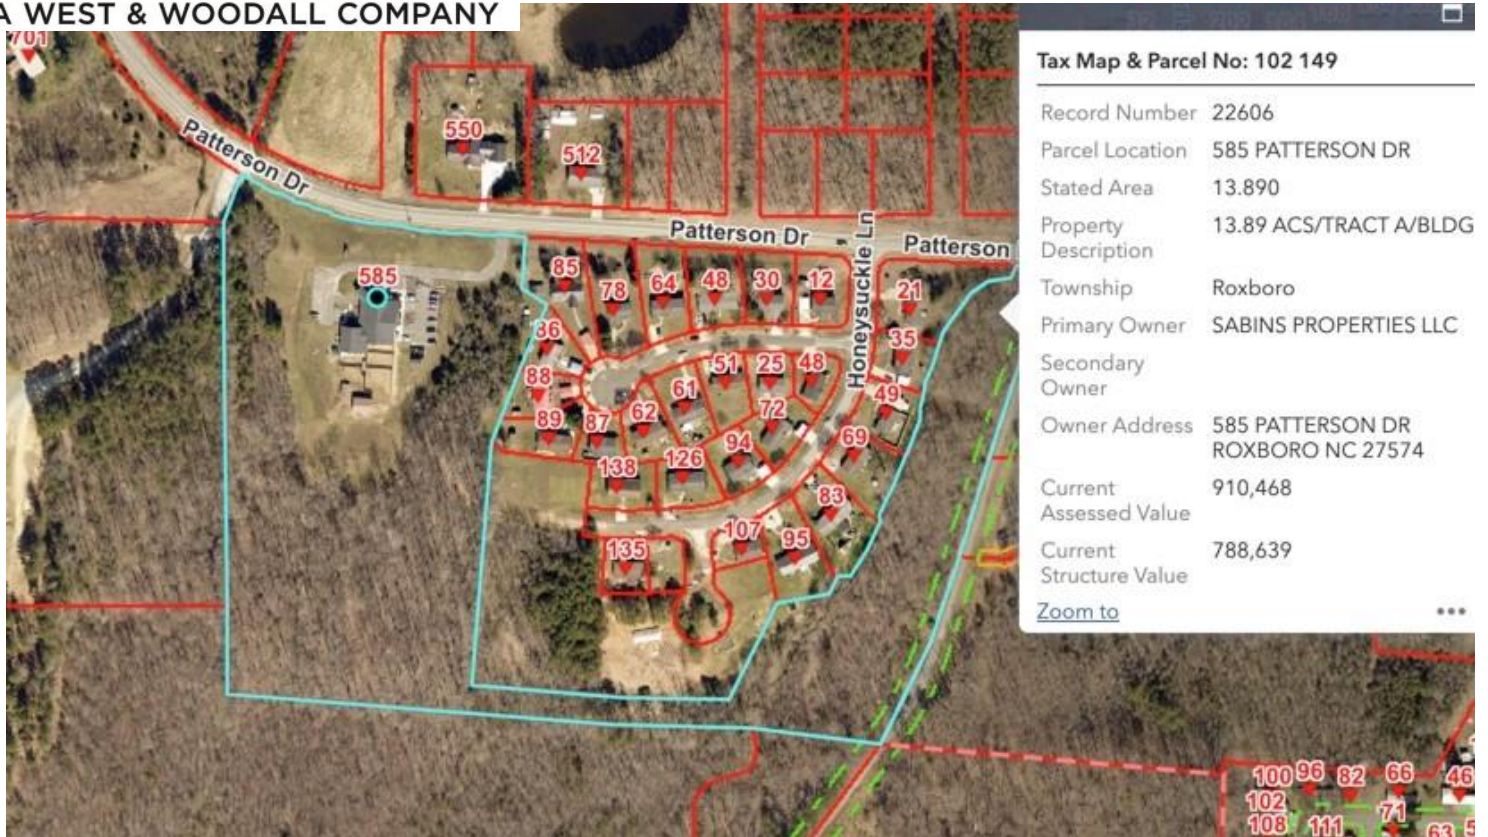 A WEST & WOODALL COMPANY
Tax Map & Parcel No: 102 149
Record Number 22606
Parcel Location 585 PATTERSON DR
Stated Area 13.890
Property Description 13.89 ACS/TRACT A/BLDG
Township Roxboro
Primary Owner SABINS PROPERTIES LLC
Secondary Owner
Owner Address 585 PATTERSON DR
ROXBORO NC 27574
Current Assessed Value 910,468
Current Structure Value 788,639
Zoom to
701
Patterson Dr
550
512
Patterson Dr
Honeysuckle Ln
Patterson
585
85
78
64
48
30
12
21
36
35
88
51
25
48
49
61
89
87
62
72
69
94
138
126
83
107
95
135
100
96
82
66
46
102
71
108
111
63
5